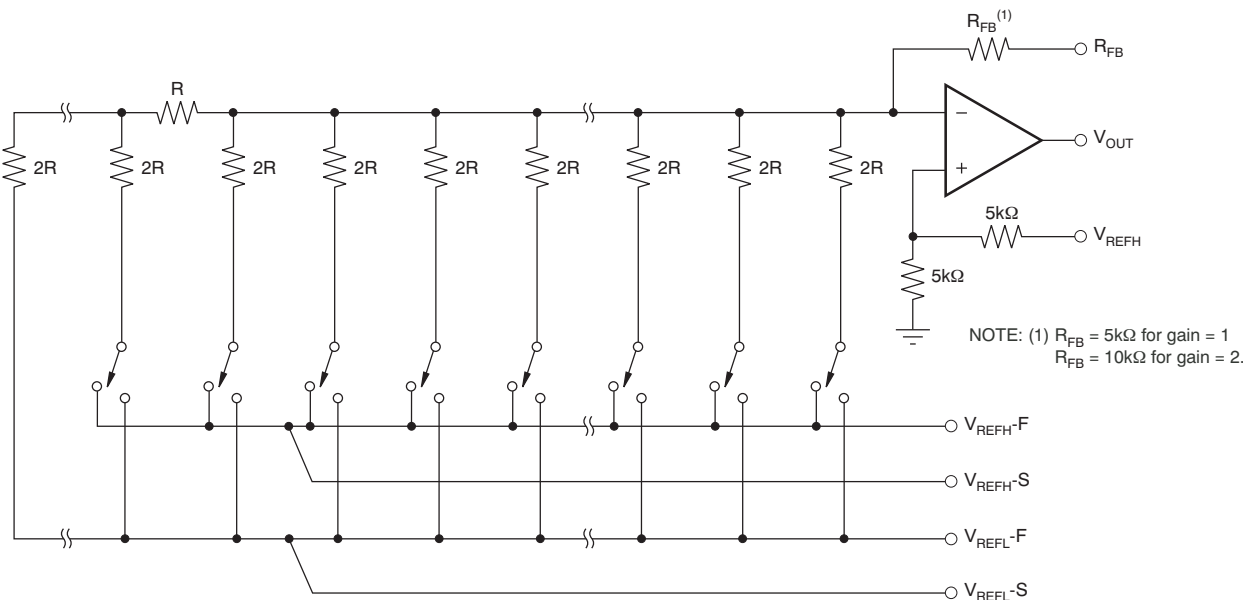 R_FB^(1)
R_FB
R
2R
2R
2R
2R
2R
2R
2R
2R
2R
−
+
V_OUT
5kΩ
V_REFH
5kΩ
NOTE: (1) R_FB = 5kΩ for gain = 1
R_FB = 10kΩ for gain = 2.
V_REFH-F
V_REFH-S
V_REFL-F
V_REFL-S